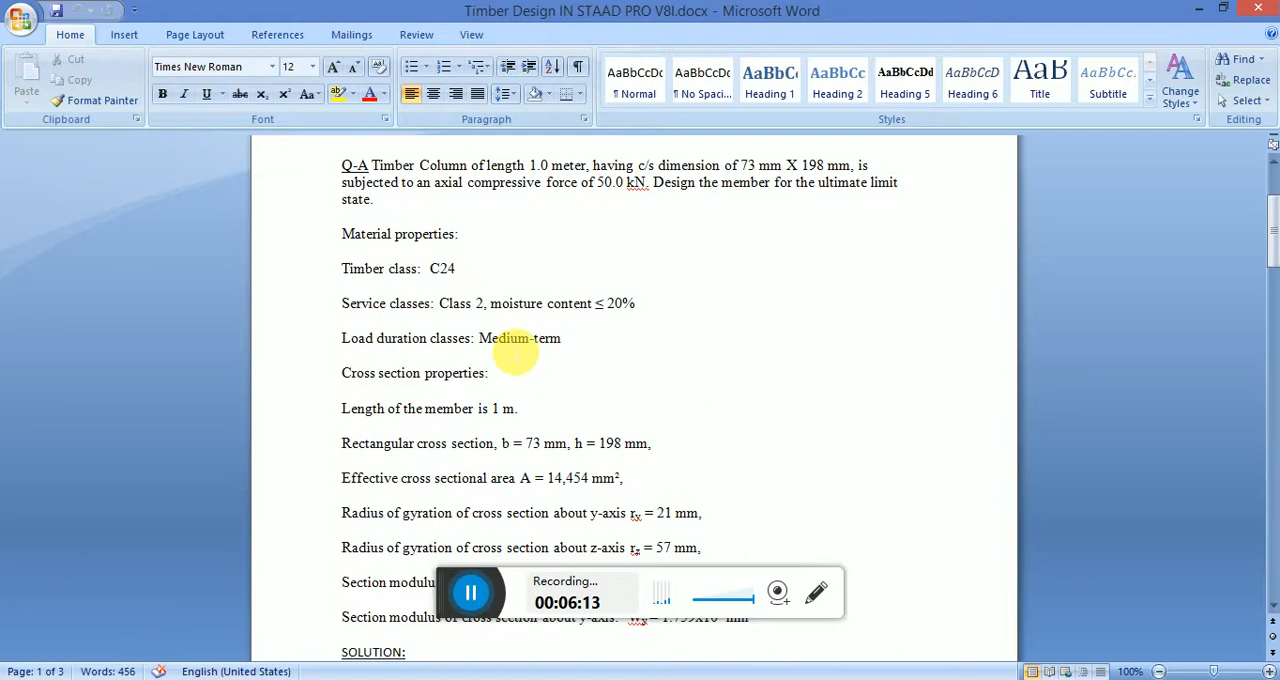 Timber Design IN STAAD PRO V8I.docx - Microsoft Word
Home Insert Page Layout References Mailings Review View
Paste
Cut
Copy
Format Painter
Clipboard
Times New Roman 12
Font
Paragraph
AaBbCcDc AaBbCcDc AaBbC AaBbCc AaBbCcDd AaBbCcD AaB AaBbCc.
¶ Normal ¶ No Spaci... Heading 1 Heading 2 Heading 5 Heading 6 Title Subtitle
Styles
Change Styles
Find
Replace
Select
Editing
Q-A Timber Column of length 1.0 meter, having c/s dimension of 73 mm X 198 mm, is
subjected to an axial compressive force of 50.0 kN. Design the member for the ultimate limit
state.
Material properties:
Timber class: C24
Service classes: Class 2, moisture content ≤ 20%
Load duration classes: Medium-term
Cross section properties:
Length of the member is 1 m.
Rectangular cross section, b = 73 mm, h = 198 mm,
Effective cross sectional area A = 14,454 mm²,
Radius of gyration of cross section about y-axis ry = 21 mm,
Radius of gyration of cross section about z-axis rz = 57 mm,
Section modulu
Section modulus of cross section about y-axis:
SOLUTION:
Recording...
00:06:13
Page: 1 of 3 Words: 456 English (United States) 100%